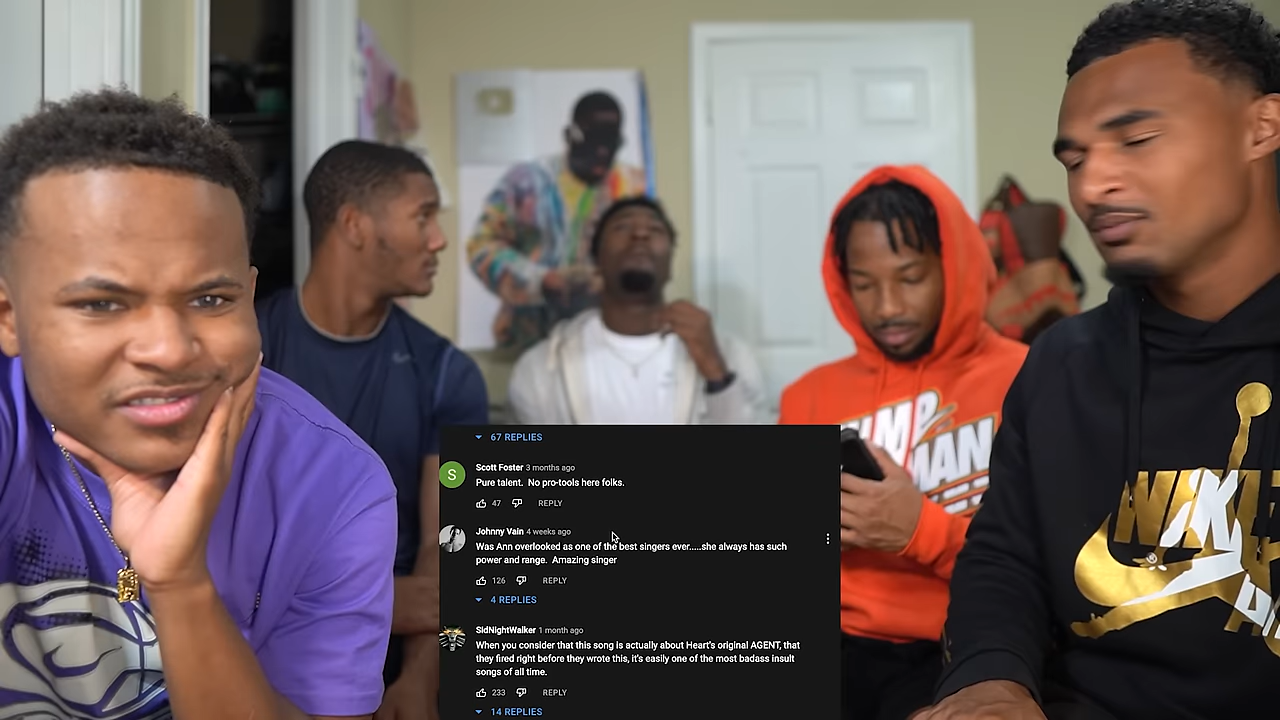 67 REPLIES
S
Scott Foster 3 months ago
Pure talent. No pro-tools here folks.
47 REPLY
Johnny Vain 4 weeks ago
Was Ann overlooked as one of the best singers ever.....she always has such
power and range. Amazing singer
126 REPLY
4 REPLIES
SidNightWalker 1 month ago
When you consider that this song is actually about Heart's original AGENT, that
they fired right before they wrote this, it's easily one of the most badass insult
songs of all time.
233 REPLY
14 REPLIES
MAN